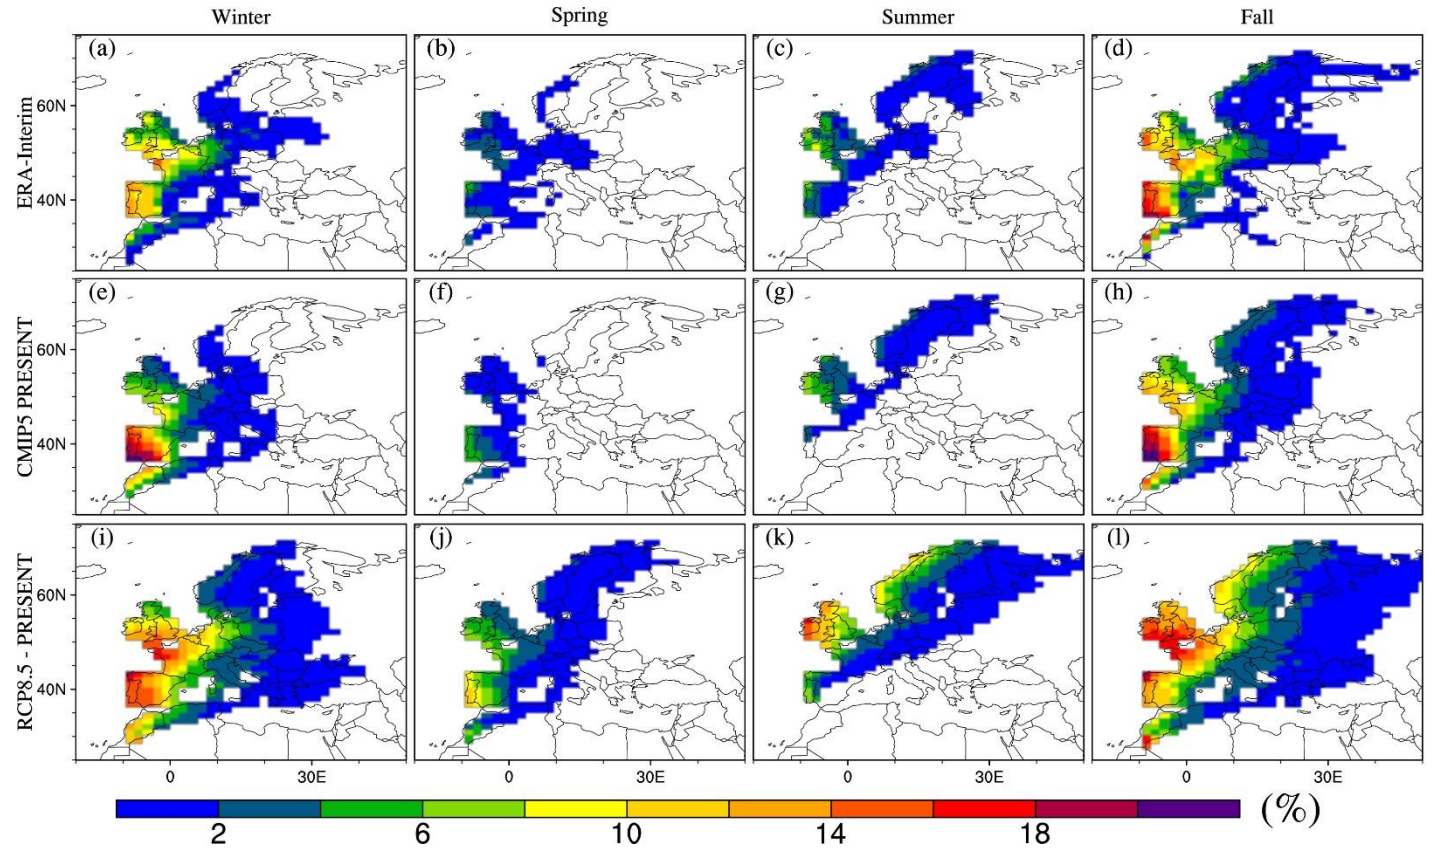 Winter Spring Summer Fall
(a) (b) (c) (d)
ERA-Interim
60N
40N
(e) (f) (g) (h)
CMIP5 PRESENT
60N
40N
(i) (j) (k) (l)
RCP8.5 - PRESENT
60N
40N
0 30E 0 30E 0 30E 0 30E
2 6 10 14 18 (%)